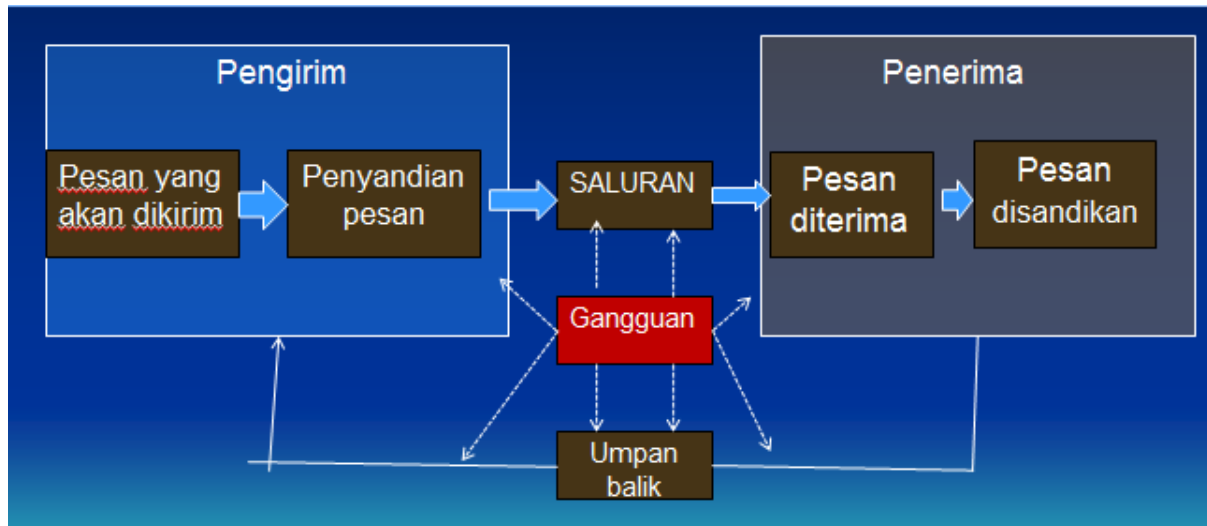 Pengirim
Penerima
Pesan yang
akan dikirim
Penyandian
pesan
SALURAN
Pesan
diterima
Pesan
disandikan
Gangguan
Umpan
balik